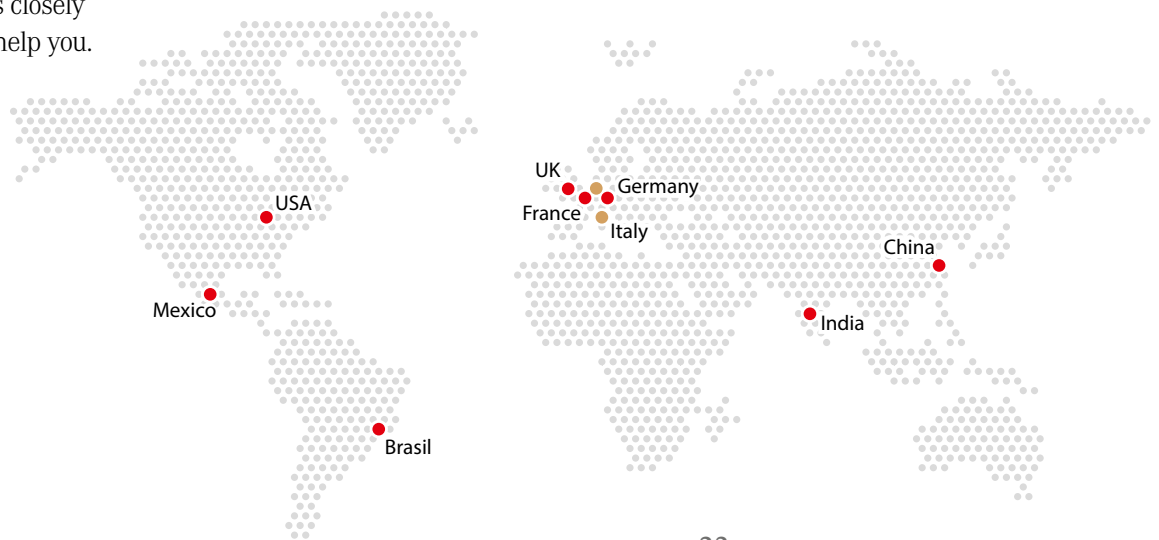 s closely
help you.
UK
Germany
USA
France
Italy
China
Mexico
India
Brasil